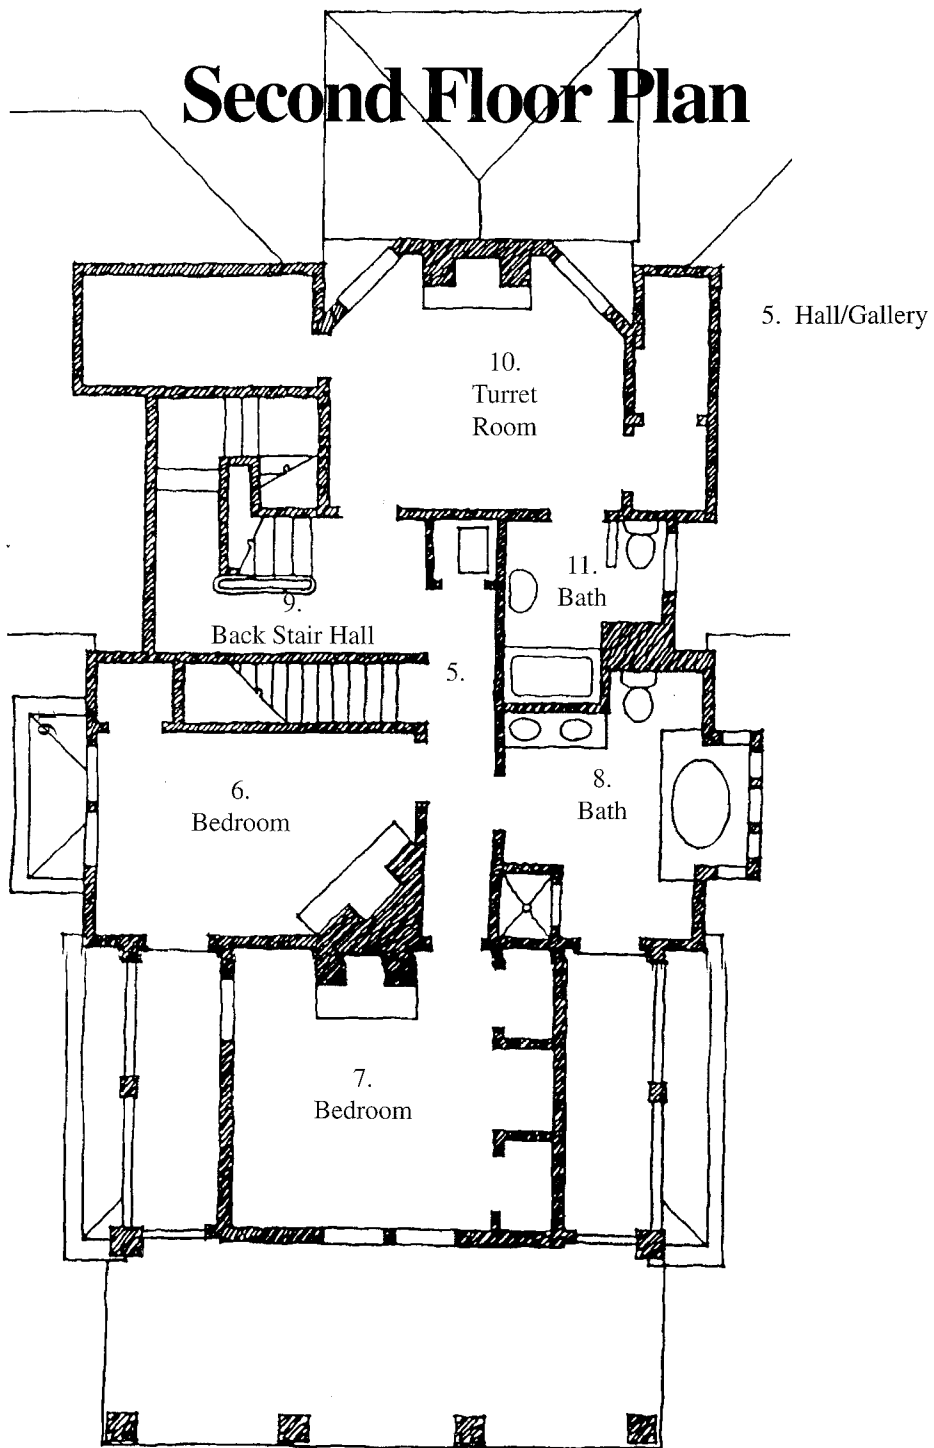 Second Floor Plan
5. Hall/Gallery
10.
Turret
Room
11.
Bath
9.
Back Stair Hall
5.
6.
Bedroom
8.
Bath
7.
Bedroom